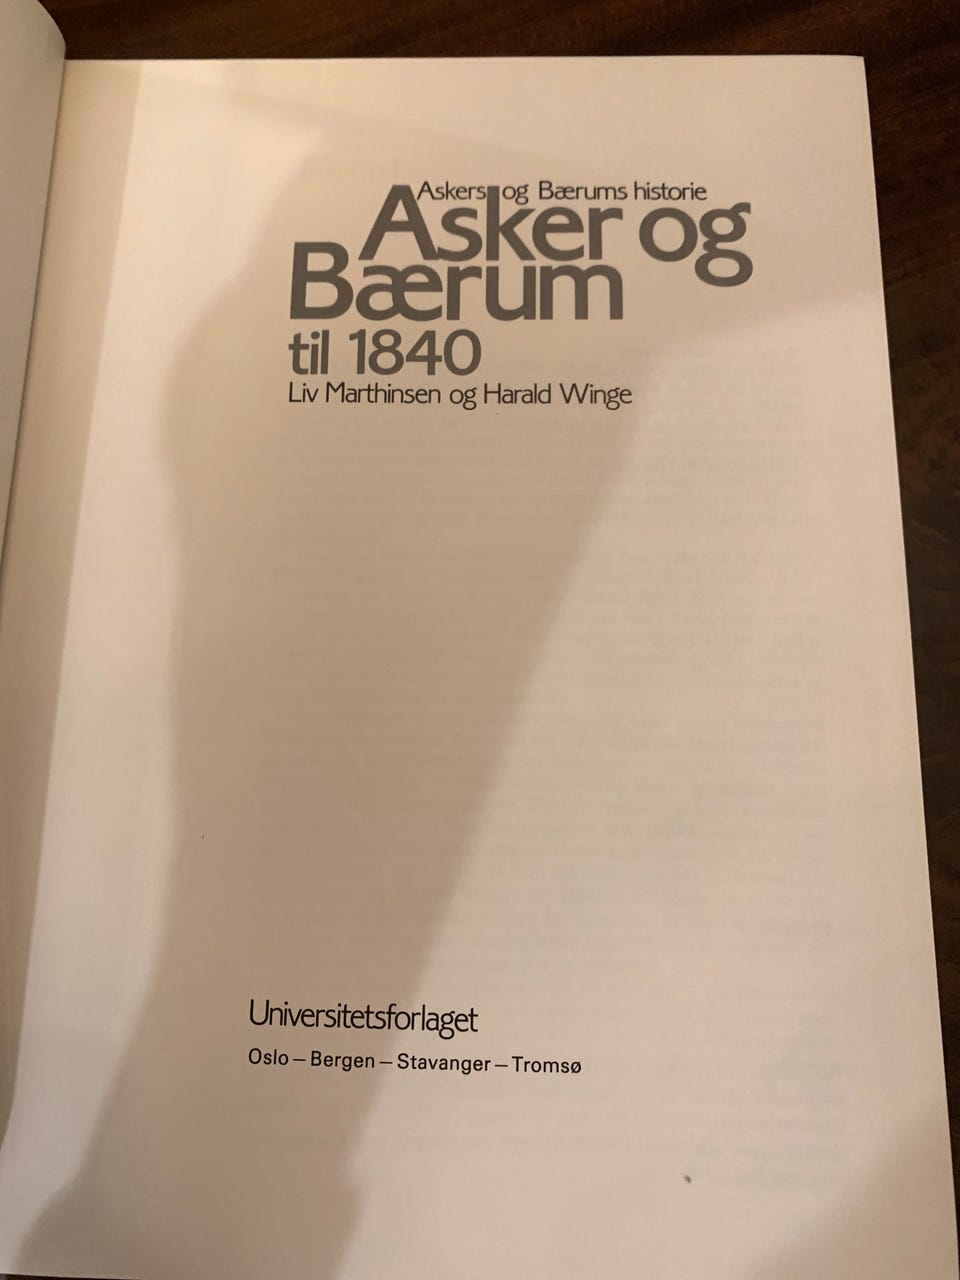 Askers og Bærums historie
Asker og
Bærum
til 1840
Liv Marthinsen og Harald Winge
Universitetsforlaget
Oslo – Bergen – Stavanger – Tromsø